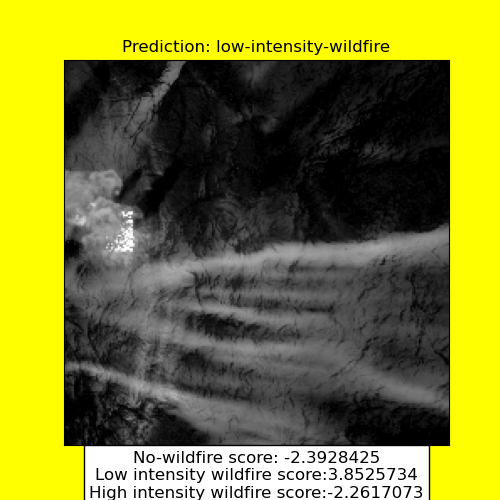 Prediction: low-intensity-wildfire
No-wildfire score: -2.3928425
Low intensity wildfire score:3.8525734
High intensity wildfire score:-2.2617073